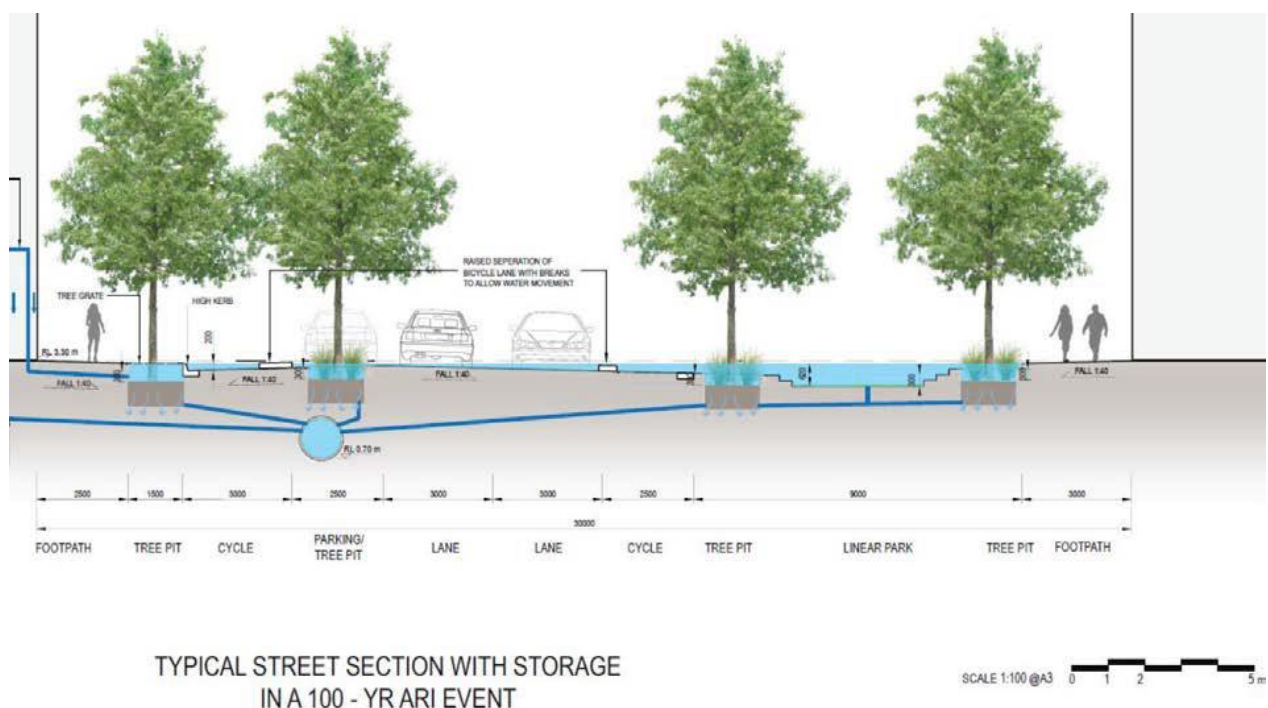 RAISED SEPERATION OF
BICYCLE LANE WITH BREAKS
TO ALLOW WATER MOVEMENT
TREE GRATE
HIGH KERB
200
RL 3.30 m
FALL 1:40
FALL 1:40
FALL 1:40
FALL 1:40
RL 0.70 m
2500
1500
3000
2500
3000
3000
2500
9000
3000
30000
FOOTPATH
TREE PIT
CYCLE
PARKING/
TREE PIT
LANE
LANE
CYCLE
TREE PIT
LINEAR PARK
TREE PIT
FOOTPATH
TYPICAL STREET SECTION WITH STORAGE
IN A 100 - YR ARI EVENT
SCALE 1:100 @A3
0 1 2 5 m